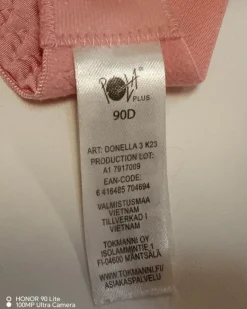 POLA
PLUS
90D
ART: DONELLA 3 K23
PRODUCTION LOT:
A1 7917009
EAN-CODE:
6 416485 704694
VALMISTUSMAA
VIETNAM
TILLVERKAD I
VIETNAM
TOKMANNI OY
ISOLAMMINTIE 1
FI-04600 MÄNTSÄLÄ
WWW.TOKMANNI.FI/
ASIAKASPALVELU
HONOR 90 Lite
100MP Ultra Camera